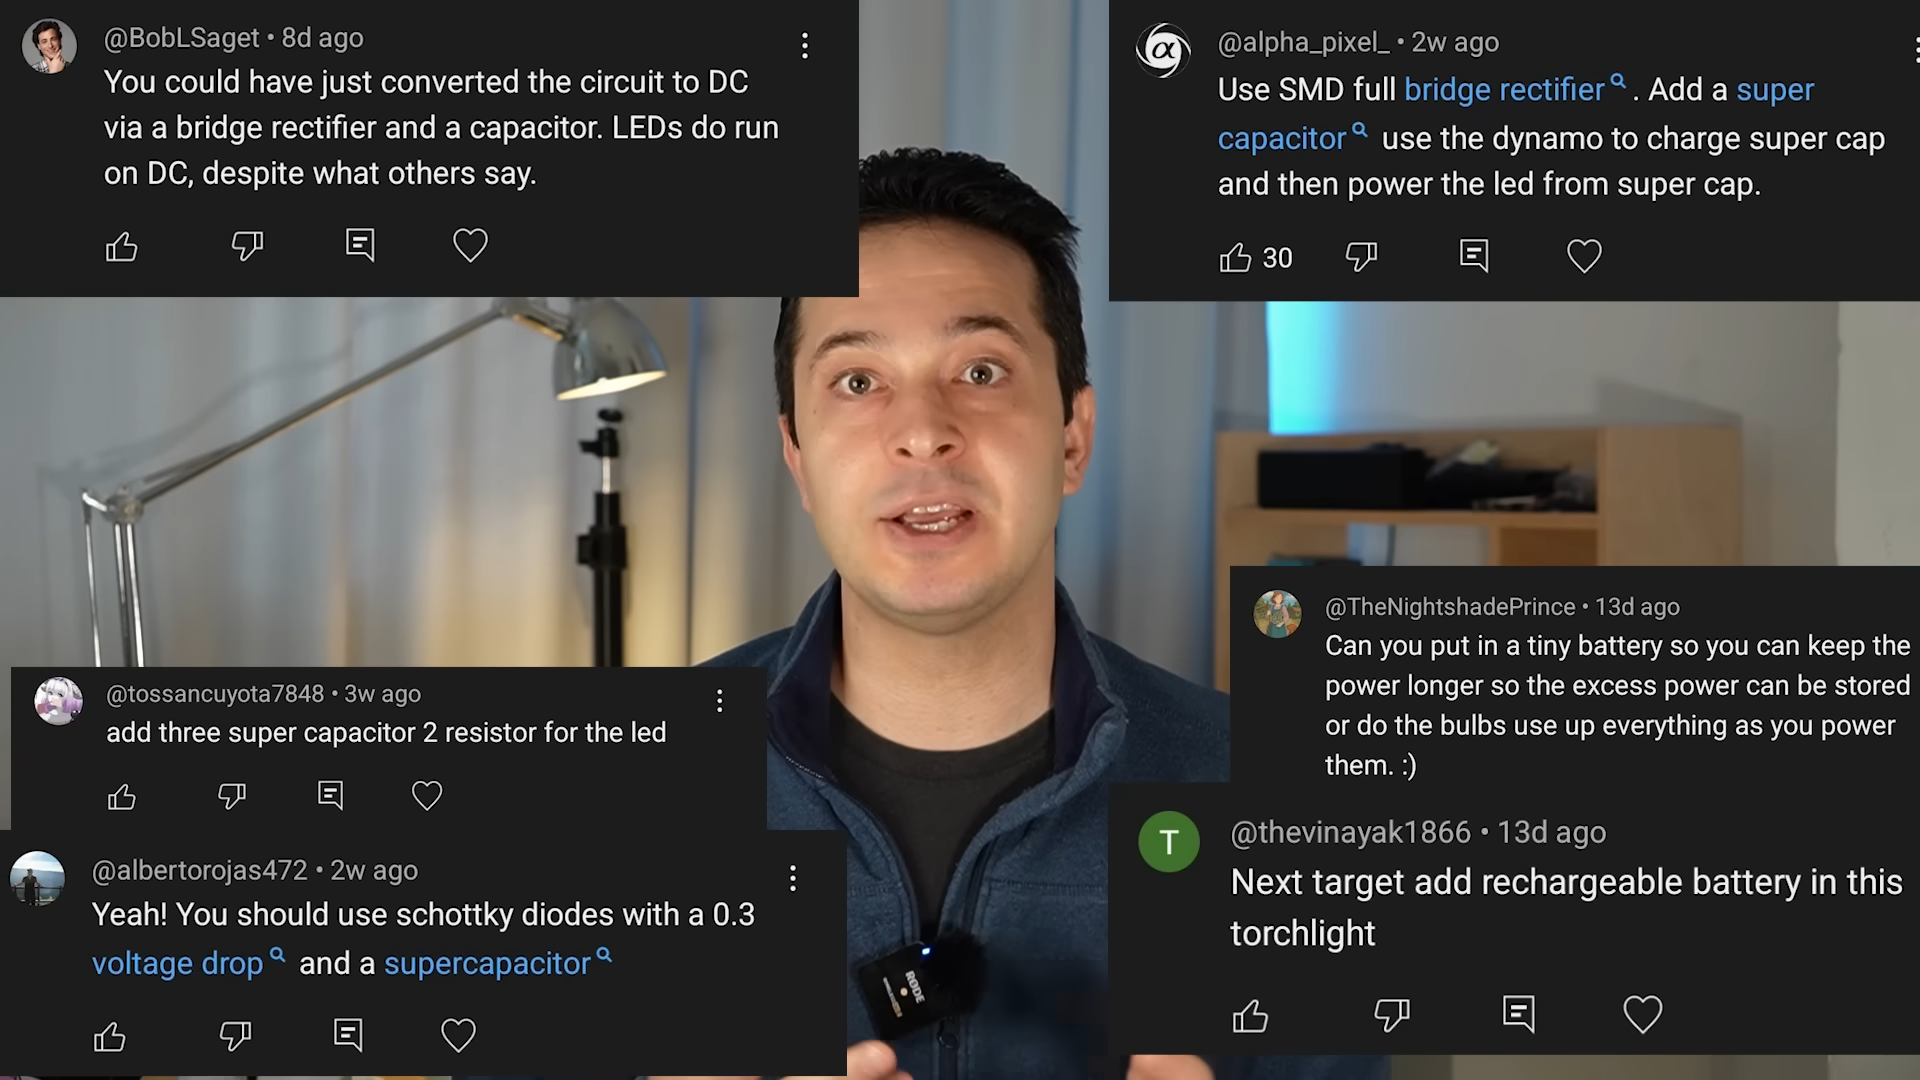 @BobLSaget • 8d ago
You could have just converted the circuit to DC
via a bridge rectifier and a capacitor. LEDs do run
on DC, despite what others say.
@alpha_pixel_ • 2w ago
Use SMD full bridge rectifier . Add a super
capacitor use the dynamo to charge super cap
and then power the led from super cap.
30
@tossancuyota7848 • 3w ago
add three super capacitor 2 resistor for the led
@TheNightshadePrince • 13d ago
Can you put in a tiny battery so you can keep the
power longer so the excess power can be stored
or do the bulbs use up everything as you power
them. :)
@albertorojas472 • 2w ago
Yeah! You should use schottky diodes with a 0.3
voltage drop and a supercapacitor
T
@thevinayak1866 • 13d ago
Next target add rechargeable battery in this
torchlight
RØDE